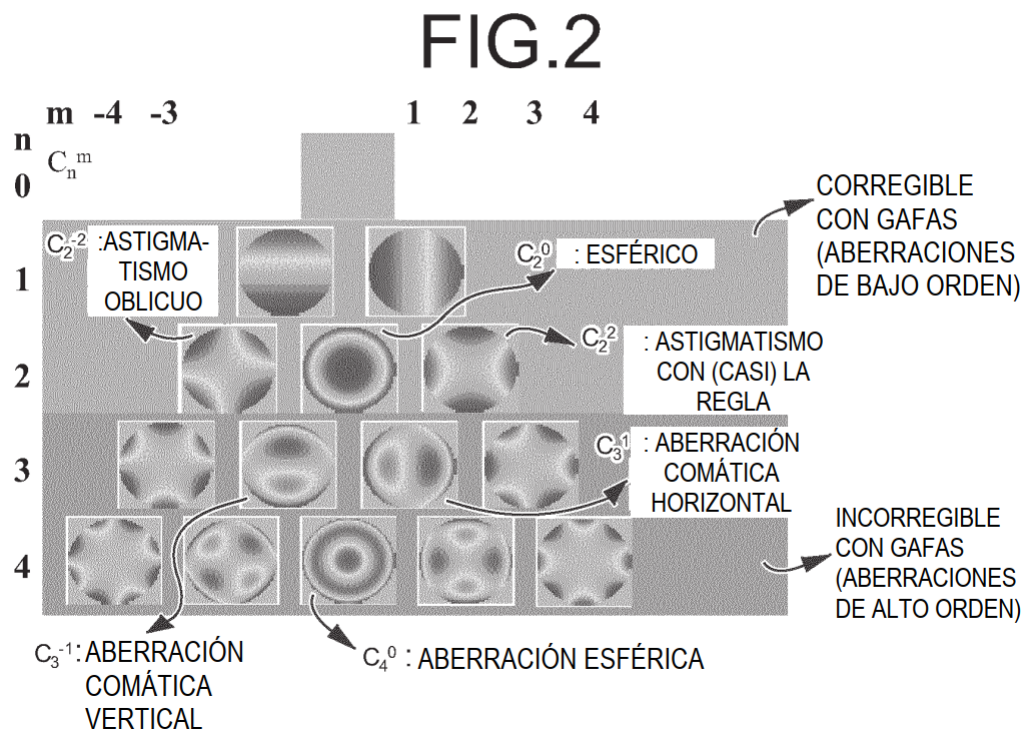 FIG.2
m -4 -3 1 2 3 4
n
0
Cₙᵐ
CORREGIBLE
CON GAFAS
(ABERRACIONES
DE BAJO ORDEN)
C₂⁻² :ASTIGMA-
TISMO
OBLICUO
C₂⁰ : ESFÉRICO
1
C₂² : ASTIGMATISMO
CON (CASI) LA
REGLA
2
C₃¹ : ABERRACIÓN
COMÁTICA
HORIZONTAL
3
INCORREGIBLE
CON GAFAS
(ABERRACIONES
DE ALTO ORDEN)
4
C₃⁻¹: ABERRACIÓN
COMÁTICA
VERTICAL
C₄⁰ : ABERRACIÓN ESFÉRICA